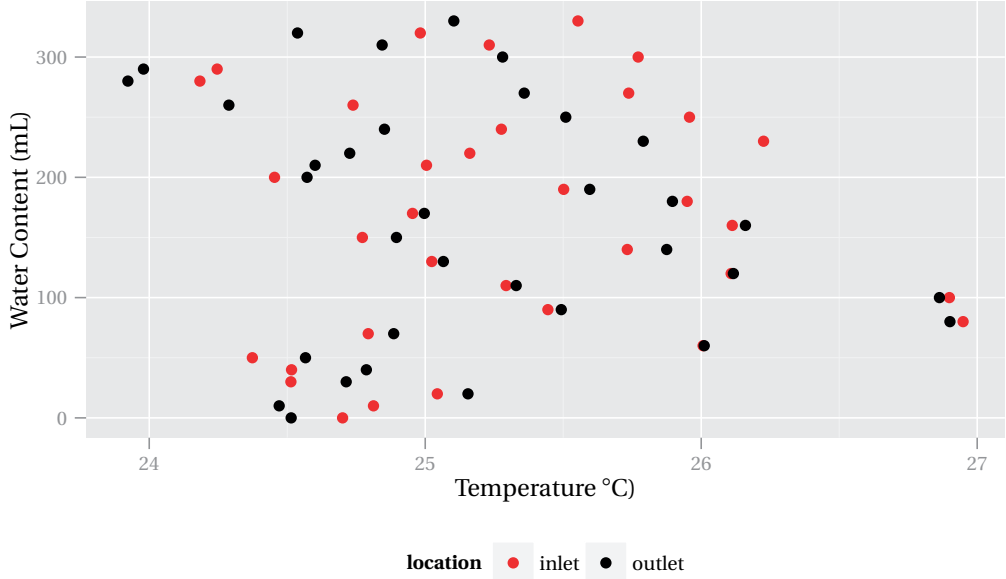 Water Content (mL)
300
200
100
0
24 25 26 27
Temperature °C)
location inlet outlet